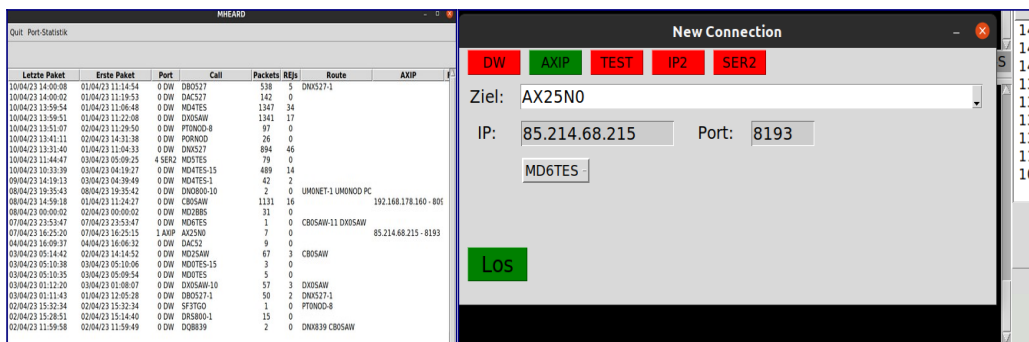 MHEARD
Quit Port-Statistik
Letzte Paket Erste Paket Port Call Packets REJs Route AXIP
10/04/23 14:00:08 01/04/23 11:14:54 0 DW DBO527 538 5 DNX527-1
10/04/23 14:00:02 01/04/23 11:19:53 0 DW DAC527 142 0
10/04/23 13:59:54 01/04/23 11:06:48 0 DW MD4TES 1347 34
10/04/23 13:59:51 01/04/23 11:22:08 0 DW DX0SAW 1341 17
10/04/23 13:51:07 02/04/23 11:29:50 0 DW PT0NOD-8 97 0
10/04/23 13:41:11 02/04/23 14:31:38 0 DW PORNOD 26 0
10/04/23 13:31:40 01/04/23 11:04:33 0 DW DNX527 894 46
10/04/23 11:44:47 03/04/23 05:09:25 4 SER2 MD5TES 79 0
10/04/23 10:33:39 03/04/23 04:19:27 0 DW MD4TES-15 489 14
09/04/23 14:19:13 03/04/23 04:39:49 0 DW MD4TES-1 42 2
08/04/23 19:35:43 08/04/23 19:35:42 0 DW DNO800-10 2 0 UM0NET-1 UM0NOD PC
08/04/23 14:59:18 01/04/23 11:24:27 0 DW CB0SAW 1131 16 192.168.178.160 - 809
08/04/23 00:00:02 02/04/23 00:00:02 0 DW MD2BBS 31 0
07/04/23 23:53:47 07/04/23 23:53:47 0 DW MD6TES 1 0 CB0SAW-11 DX0SAW
07/04/23 16:25:20 07/04/23 16:25:15 1 AXIP AX25N0 7 0 85.214.68.215 - 8193
04/04/23 16:09:37 04/04/23 16:06:32 0 DW DAC52 9 0
03/04/23 05:14:42 02/04/23 14:14:52 0 DW MD2SAW 67 3 CB0SAW
03/04/23 05:10:38 03/04/23 05:10:06 0 DW MD0TES-15 3 0
03/04/23 05:10:35 03/04/23 05:09:54 0 DW MD0TES 5 0
03/04/23 01:12:20 03/04/23 01:08:07 0 DW DX0SAW-10 57 3 DX0SAW
03/04/23 01:11:43 01/04/23 12:05:28 0 DW DBO527-1 50 2 DNX527-1
02/04/23 15:32:34 02/04/23 15:32:34 0 DW SF3TGO 1 0 PT0NOD-8
02/04/23 15:28:51 02/04/23 15:14:40 0 DW DRS800-1 15 0
02/04/23 11:59:58 02/04/23 11:59:49 0 DW DQB839 2 0 DNX839 CB0SAW
New Connection
DW AXIP TEST IP2 SER2
Ziel: AX25N0
IP: 85.214.68.215 Port: 8193
MD6TES
Los